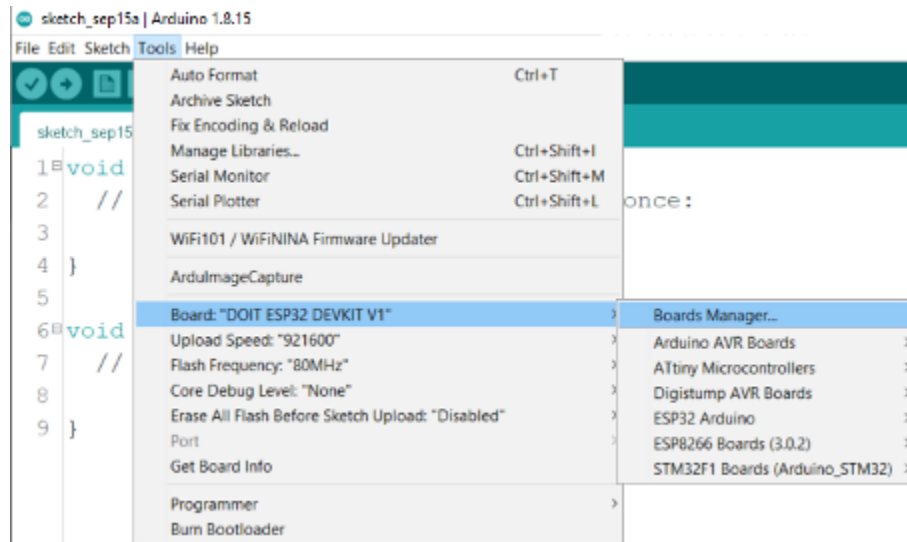 sketch_sep15a | Arduino 1.8.15
File Edit Sketch Tools Help
Auto Format Ctrl+T
Archive Sketch
Fix Encoding & Reload
Manage Libraries... Ctrl+Shift+I
Serial Monitor Ctrl+Shift+M
Serial Plotter Ctrl+Shift+L
WiFi101 / WiFiNINA Firmware Updater
ArduImageCapture
Board: "DOIT ESP32 DEVKIT V1"
Upload Speed: "921600"
Flash Frequency: "80MHz"
Core Debug Level: "None"
Erase All Flash Before Sketch Upload: "Disabled"
Port
Get Board Info
Programmer
Burn Bootloader
Boards Manager...
Arduino AVR Boards
ATtiny Microcontrollers
Digistump AVR Boards
ESP32 Arduino
ESP8266 Boards (3.0.2)
STM32F1 Boards (Arduino_STM32)
sketch_sep15
1 void
2 // once:
3
4 }
5
6 void
7 //
8
9 }